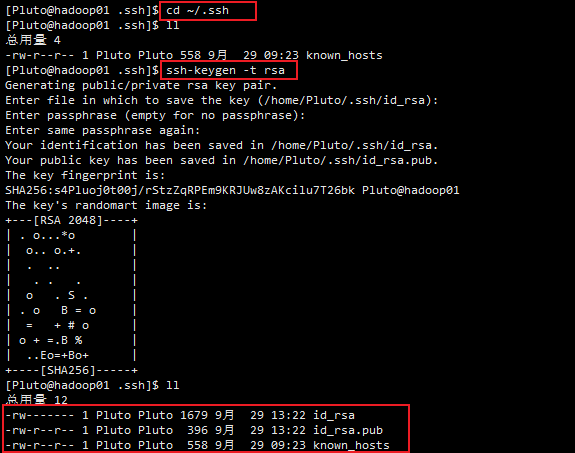 [Pluto@hadoop01 .ssh]$ cd ~/.ssh
[Pluto@hadoop01 .ssh]$ ll
总用量 4
-rw-r--r-- 1 Pluto Pluto 558 9月  29 09:23 known_hosts
[Pluto@hadoop01 .ssh]$ ssh-keygen -t rsa
Generating public/private rsa key pair.
Enter file in which to save the key (/home/Pluto/.ssh/id_rsa):
Enter passphrase (empty for no passphrase):
Enter same passphrase again:
Your identification has been saved in /home/Pluto/.ssh/id_rsa.
Your public key has been saved in /home/Pluto/.ssh/id_rsa.pub.
The key fingerprint is:
SHA256:s4Pluoj0t00j/rStzZqRPEm9KRJUw8zAKcilu7T26bk Pluto@hadoop01
The key's randomart image is:
+---[RSA 2048]----+
| . o...*o        |
|  o.. o.+.       |
|  .  ..          |
|   . .   .       |
|  o   . S .      |
| . o   B = o     |
|  =   + # o      |
| o + =.B %       |
|  ..Eo=+Bo+      |
+----[SHA256]-----+
[Pluto@hadoop01 .ssh]$ ll
总用量 12
-rw------- 1 Pluto Pluto 1679 9月  29 13:22 id_rsa
-rw-r--r-- 1 Pluto Pluto  396 9月  29 13:22 id_rsa.pub
-rw-r--r-- 1 Pluto Pluto  558 9月  29 09:23 known_hosts